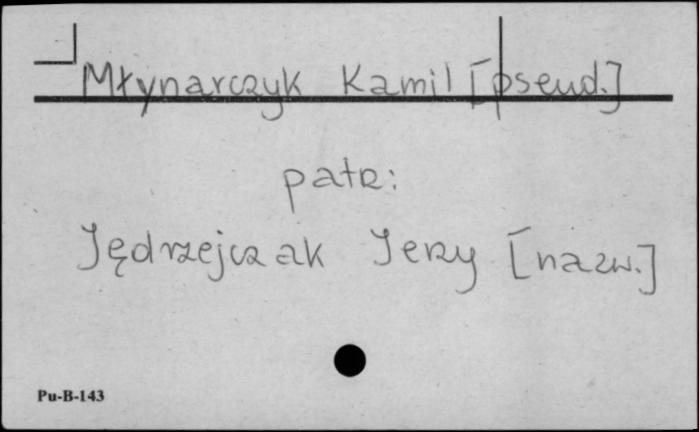 Młynarczyk Kamil [pseud.]
patrz:
Jędrzejczak Jerzy [nazw.]
Pu-B-143